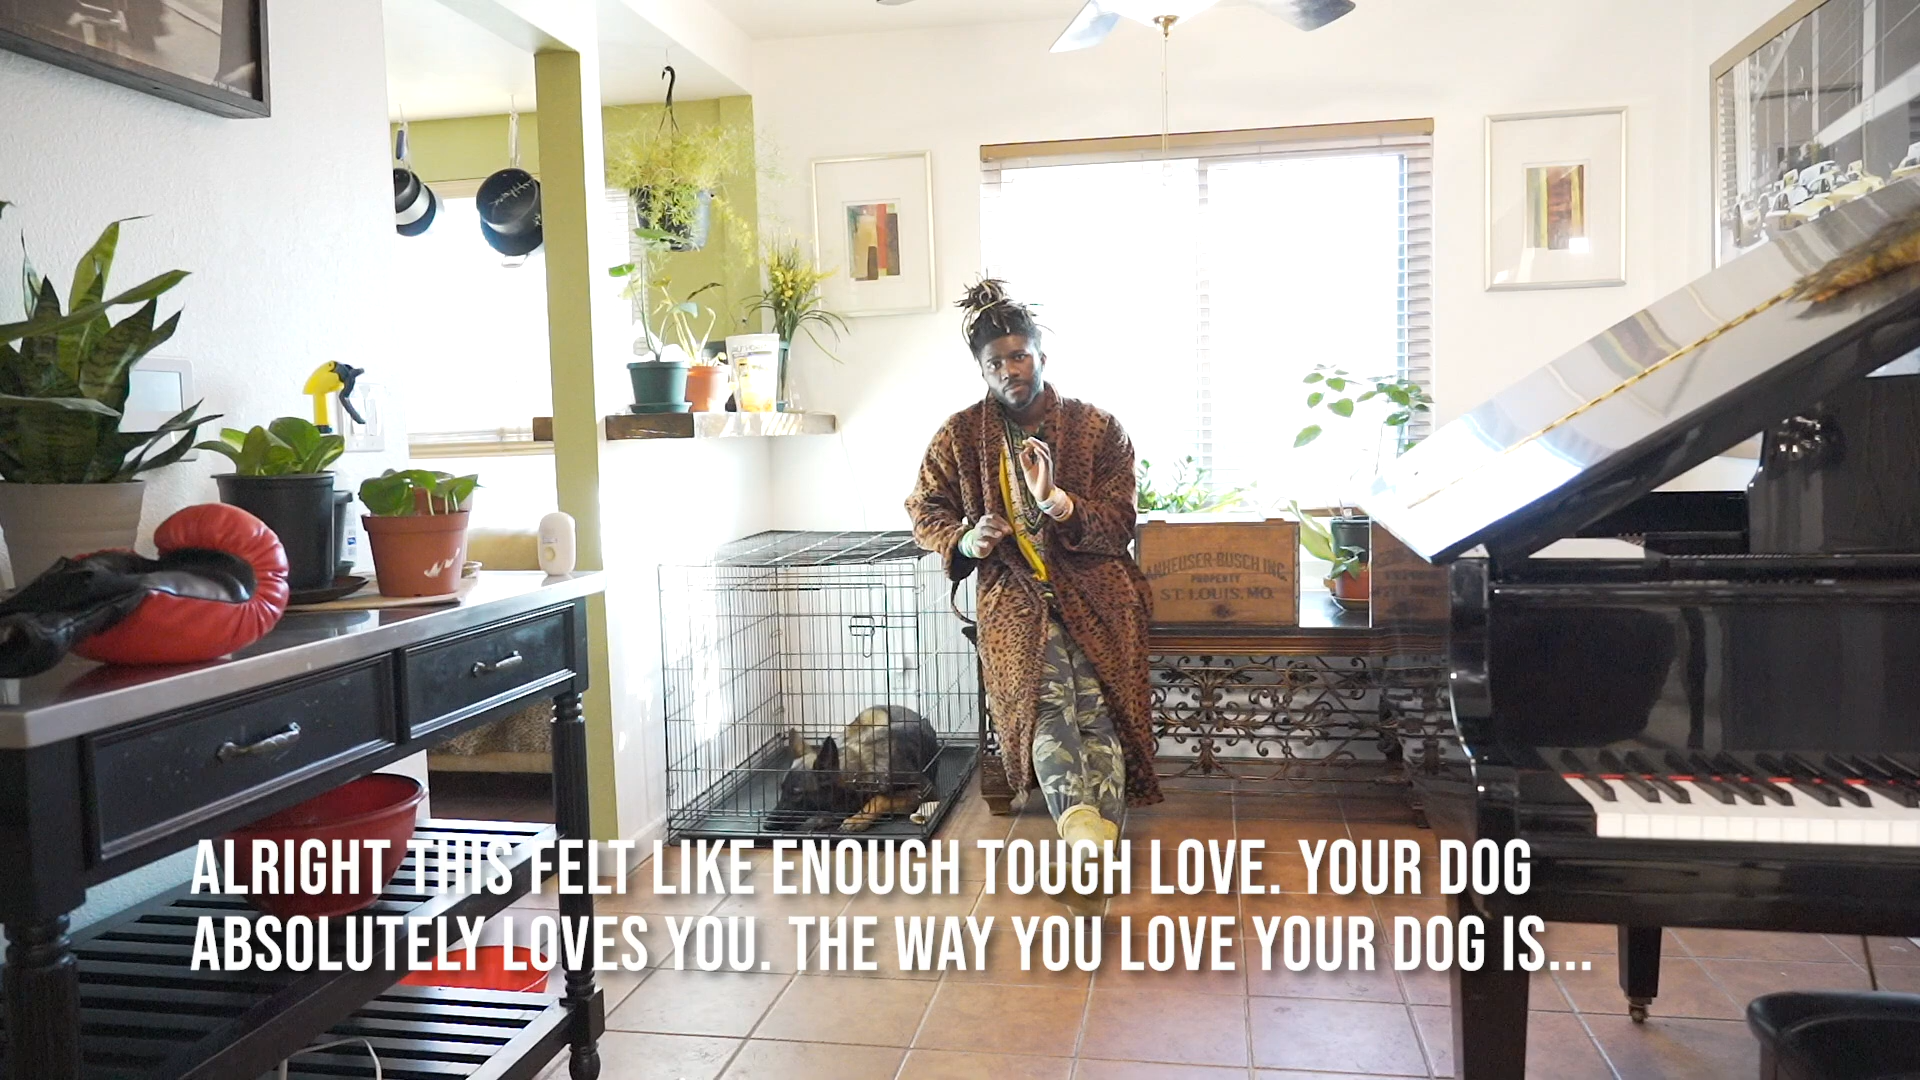 ANHEUSER-BUSCH INC.
PROPERTY
ST. LOUIS, MO.
ALRIGHT THIS FELT LIKE ENOUGH TOUGH LOVE. YOUR DOG
ABSOLUTELY LOVES YOU. THE WAY YOU LOVE YOUR DOG IS...